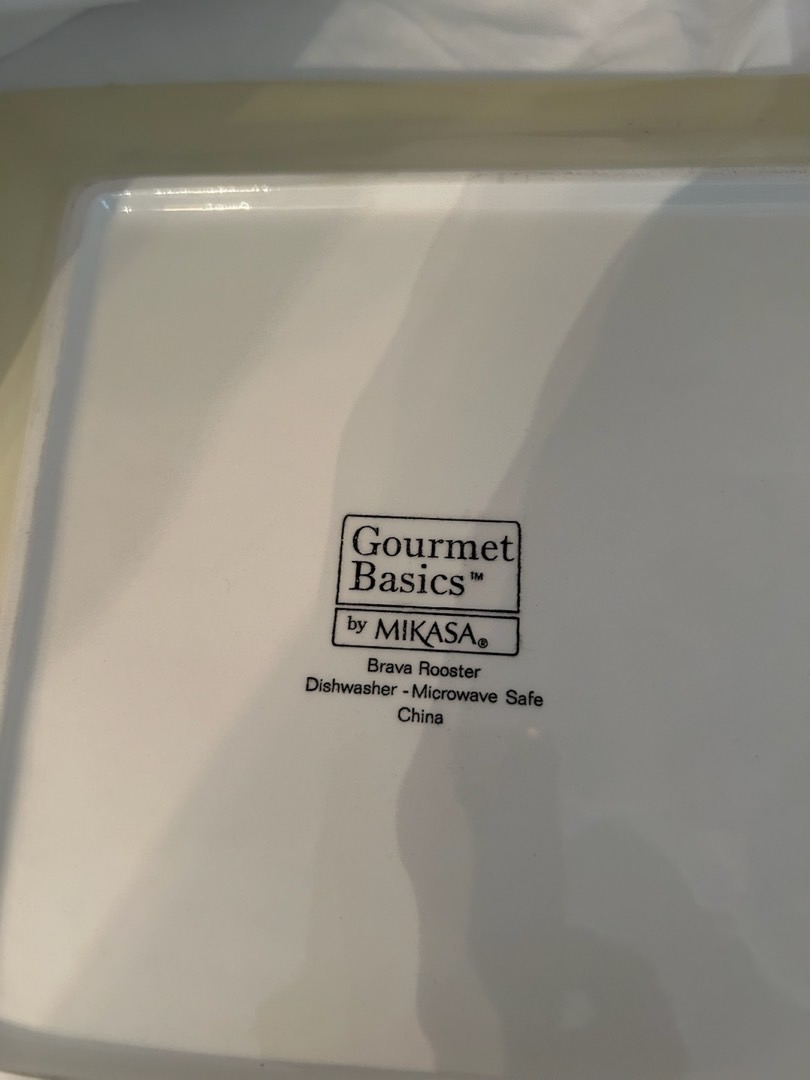 Gourmet
Basics™
by MIKASA®
Brava Rooster
Dishwasher - Microwave Safe
China